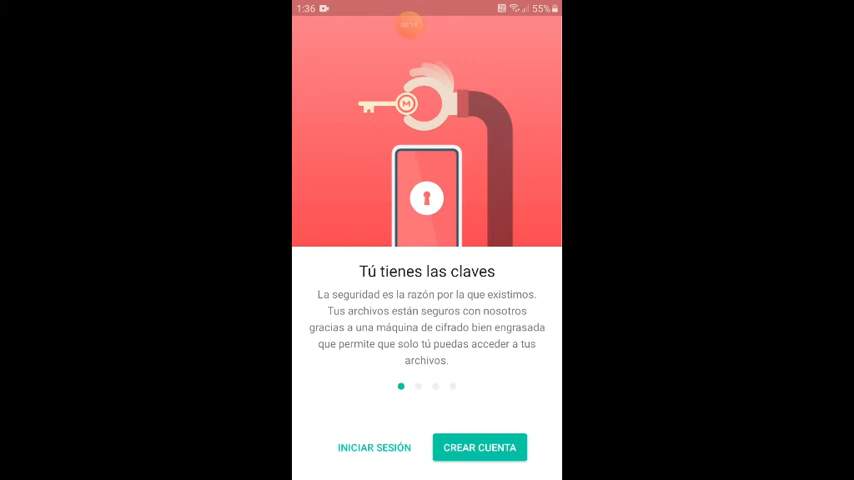 1:36
55%
M
Tú tienes las claves
La seguridad es la razón por la que existimos.
Tus archivos están seguros con nosotros
gracias a una máquina de cifrado bien engrasada
que permite que solo tú puedas acceder a tus
archivos.
INICIAR SESIÓN
CREAR CUENTA